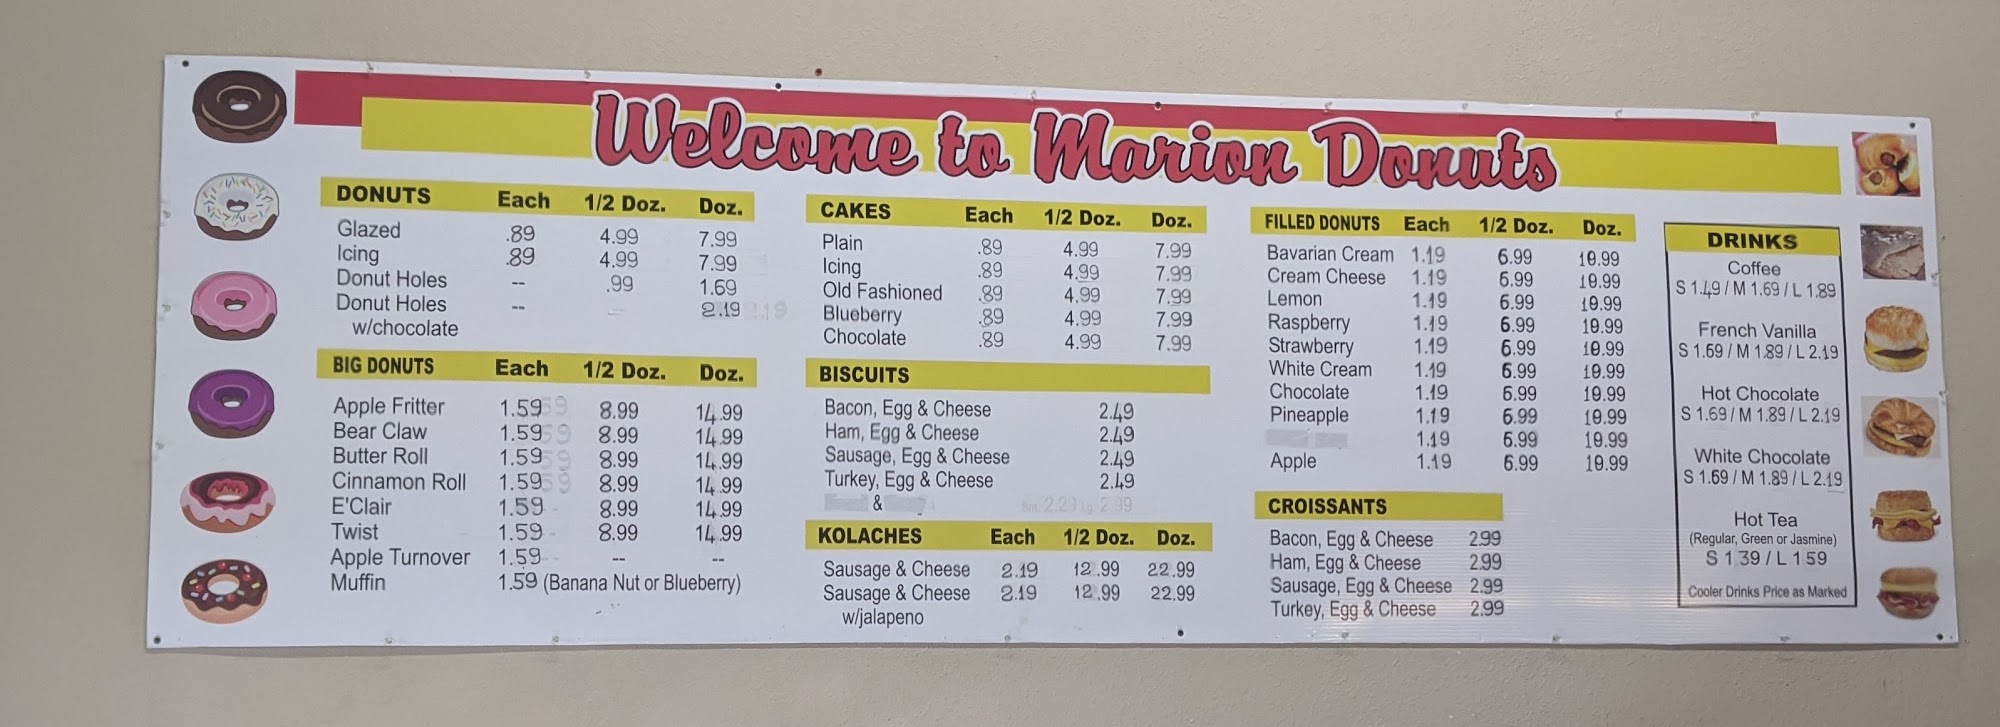 Welcome to Marion Donuts
DONUTS Each 1/2 Doz. Doz.
Glazed .89 4.99 7.99
Icing .89 4.99 7.99
Donut Holes -- .99 1.69
Donut Holes -- 2.19
w/chocolate
BIG DONUTS Each 1/2 Doz. Doz.
Apple Fritter 1.59 8.99 14.99
Bear Claw 1.59 8.99 14.99
Butter Roll 1.59 8.99 14.99
Cinnamon Roll 1.59 8.99 14.99
E'Clair 1.59 8.99 14.99
Twist 1.59 8.99 14.99
Apple Turnover 1.59 -- --
Muffin 1.59 (Banana Nut or Blueberry)
CAKES Each 1/2 Doz. Doz.
Plain .89 4.99 7.99
Icing .89 4.99 7.99
Old Fashioned .89 4.99 7.99
Blueberry .89 4.99 7.99
Chocolate .89 4.99 7.99
BISCUITS
Bacon, Egg & Cheese 2.49
Ham, Egg & Cheese 2.49
Sausage, Egg & Cheese 2.49
Turkey, Egg & Cheese 2.49
&
KOLACHES Each 1/2 Doz. Doz.
Sausage & Cheese 2.19 12.99 22.99
Sausage & Cheese 2.19 12.99 22.99
w/jalapeno
FILLED DONUTS Each 1/2 Doz. Doz.
Bavarian Cream 1.19 6.99 10.99
Cream Cheese 1.19 6.99 10.99
Lemon 1.19 6.99 10.99
Raspberry 1.19 6.99 10.99
Strawberry 1.19 6.99 10.99
White Cream 1.19 6.99 10.99
Chocolate 1.19 6.99 10.99
Pineapple 1.19 6.99 10.99
1.19 6.99 10.99
Apple 1.19 6.99 10.99
CROISSANTS
Bacon, Egg & Cheese 2.99
Ham, Egg & Cheese 2.99
Sausage, Egg & Cheese 2.99
Turkey, Egg & Cheese 2.99
DRINKS
Coffee
S 1.49 / M 1.69 / L 1.89
French Vanilla
S 1.69 / M 1.89 / L 2.19
Hot Chocolate
S 1.69 / M 1.89 / L 2.19
White Chocolate
S 1.69 / M 1.89 / L 2.19
Hot Tea
(Regular, Green or Jasmine)
S 1 39 / L 1 59
Cooler Drinks Price as Marked